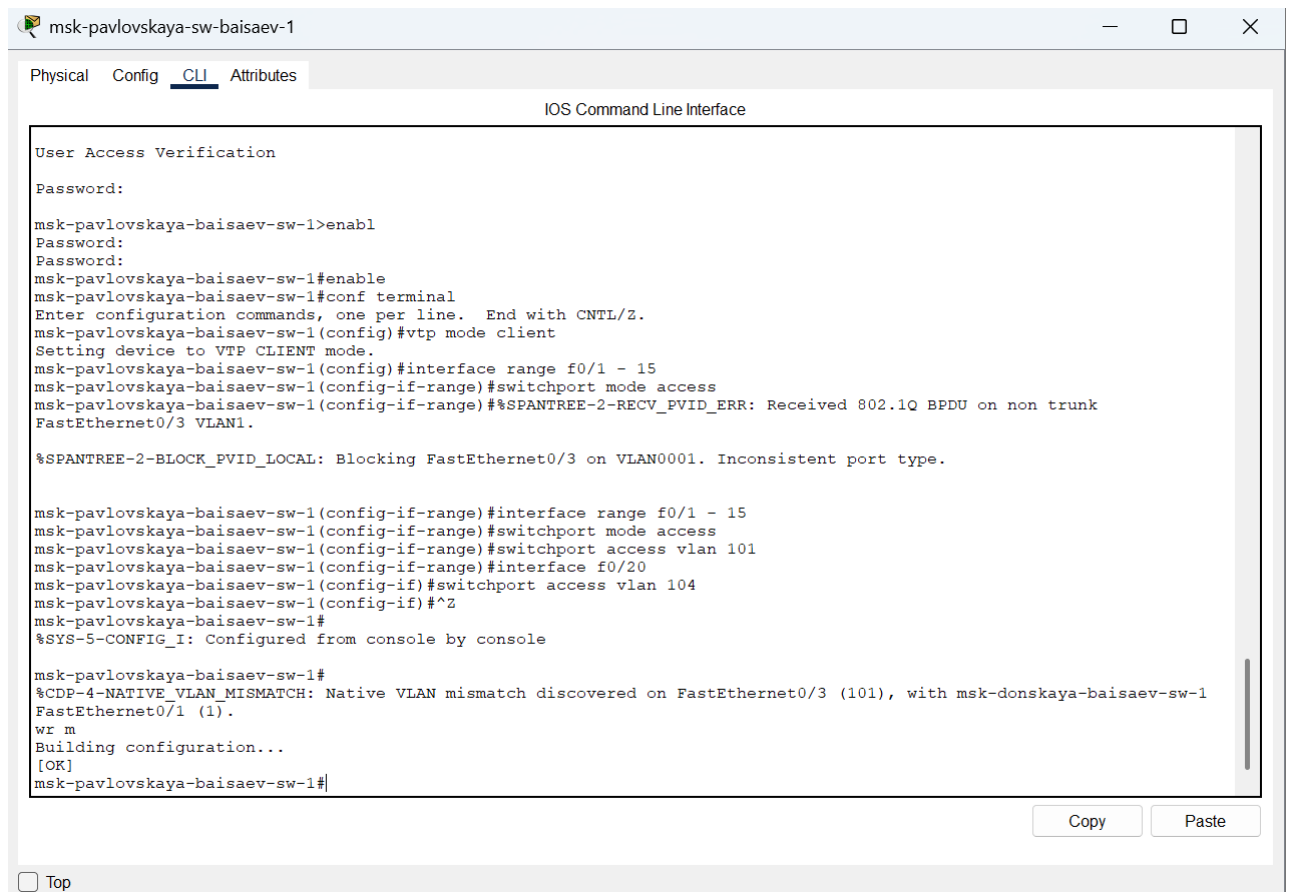 msk-pavlovskaya-sw-baisaev-1
Physical Config CLI Attributes
IOS Command Line Interface
User Access Verification
Password:
msk-pavlovskaya-baisaev-sw-1>enabl
Password:
Password:
msk-pavlovskaya-baisaev-sw-1#enable
msk-pavlovskaya-baisaev-sw-1#conf terminal
Enter configuration commands, one per line.  End with CNTL/Z.
msk-pavlovskaya-baisaev-sw-1(config)#vtp mode client
Setting device to VTP CLIENT mode.
msk-pavlovskaya-baisaev-sw-1(config)#interface range f0/1 - 15
msk-pavlovskaya-baisaev-sw-1(config-if-range)#switchport mode access
msk-pavlovskaya-baisaev-sw-1(config-if-range)#%SPANTREE-2-RECV_PVID_ERR: Received 802.1Q BPDU on non trunk
FastEthernet0/3 VLAN1.
%SPANTREE-2-BLOCK_PVID_LOCAL: Blocking FastEthernet0/3 on VLAN0001. Inconsistent port type.
msk-pavlovskaya-baisaev-sw-1(config-if-range)#interface range f0/1 - 15
msk-pavlovskaya-baisaev-sw-1(config-if-range)#switchport mode access
msk-pavlovskaya-baisaev-sw-1(config-if-range)#switchport access vlan 101
msk-pavlovskaya-baisaev-sw-1(config-if-range)#interface f0/20
msk-pavlovskaya-baisaev-sw-1(config-if)#switchport access vlan 104
msk-pavlovskaya-baisaev-sw-1(config-if)#^Z
msk-pavlovskaya-baisaev-sw-1#
%SYS-5-CONFIG_I: Configured from console by console
msk-pavlovskaya-baisaev-sw-1#
%CDP-4-NATIVE_VLAN_MISMATCH: Native VLAN mismatch discovered on FastEthernet0/3 (101), with msk-donskaya-baisaev-sw-1
FastEthernet0/1 (1).
wr m
Building configuration...
[OK]
msk-pavlovskaya-baisaev-sw-1#
Copy Paste
Top